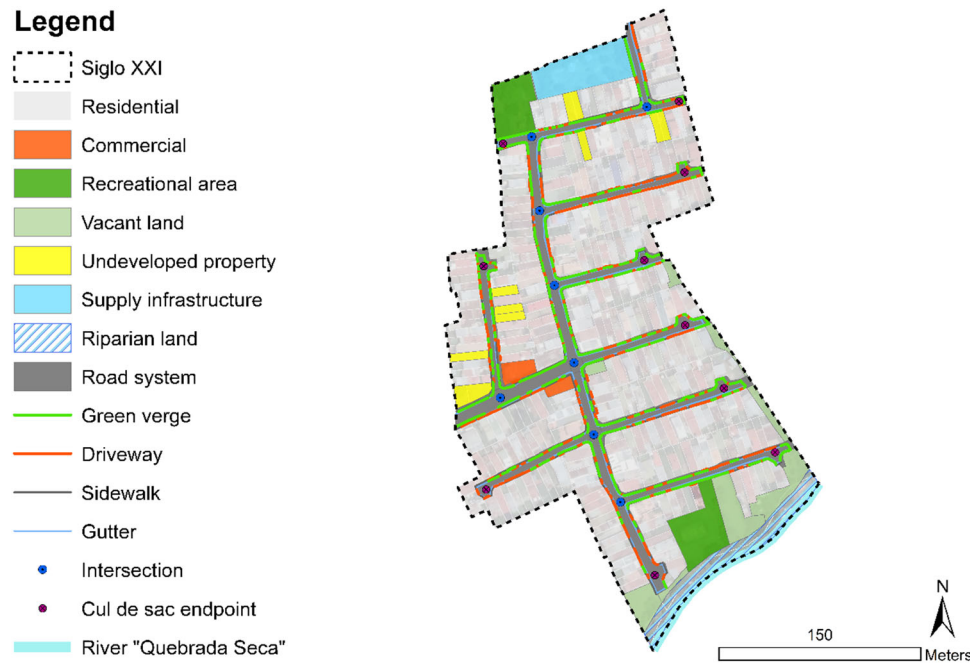 Legend
Siglo XXI
Residential
Commercial
Recreational area
Vacant land
Undeveloped property
Supply infrastructure
Riparian land
Road system
Green verge
Driveway
Sidewalk
Gutter
Intersection
Cul de sac endpoint
River "Quebrada Seca"
N
150
Meters